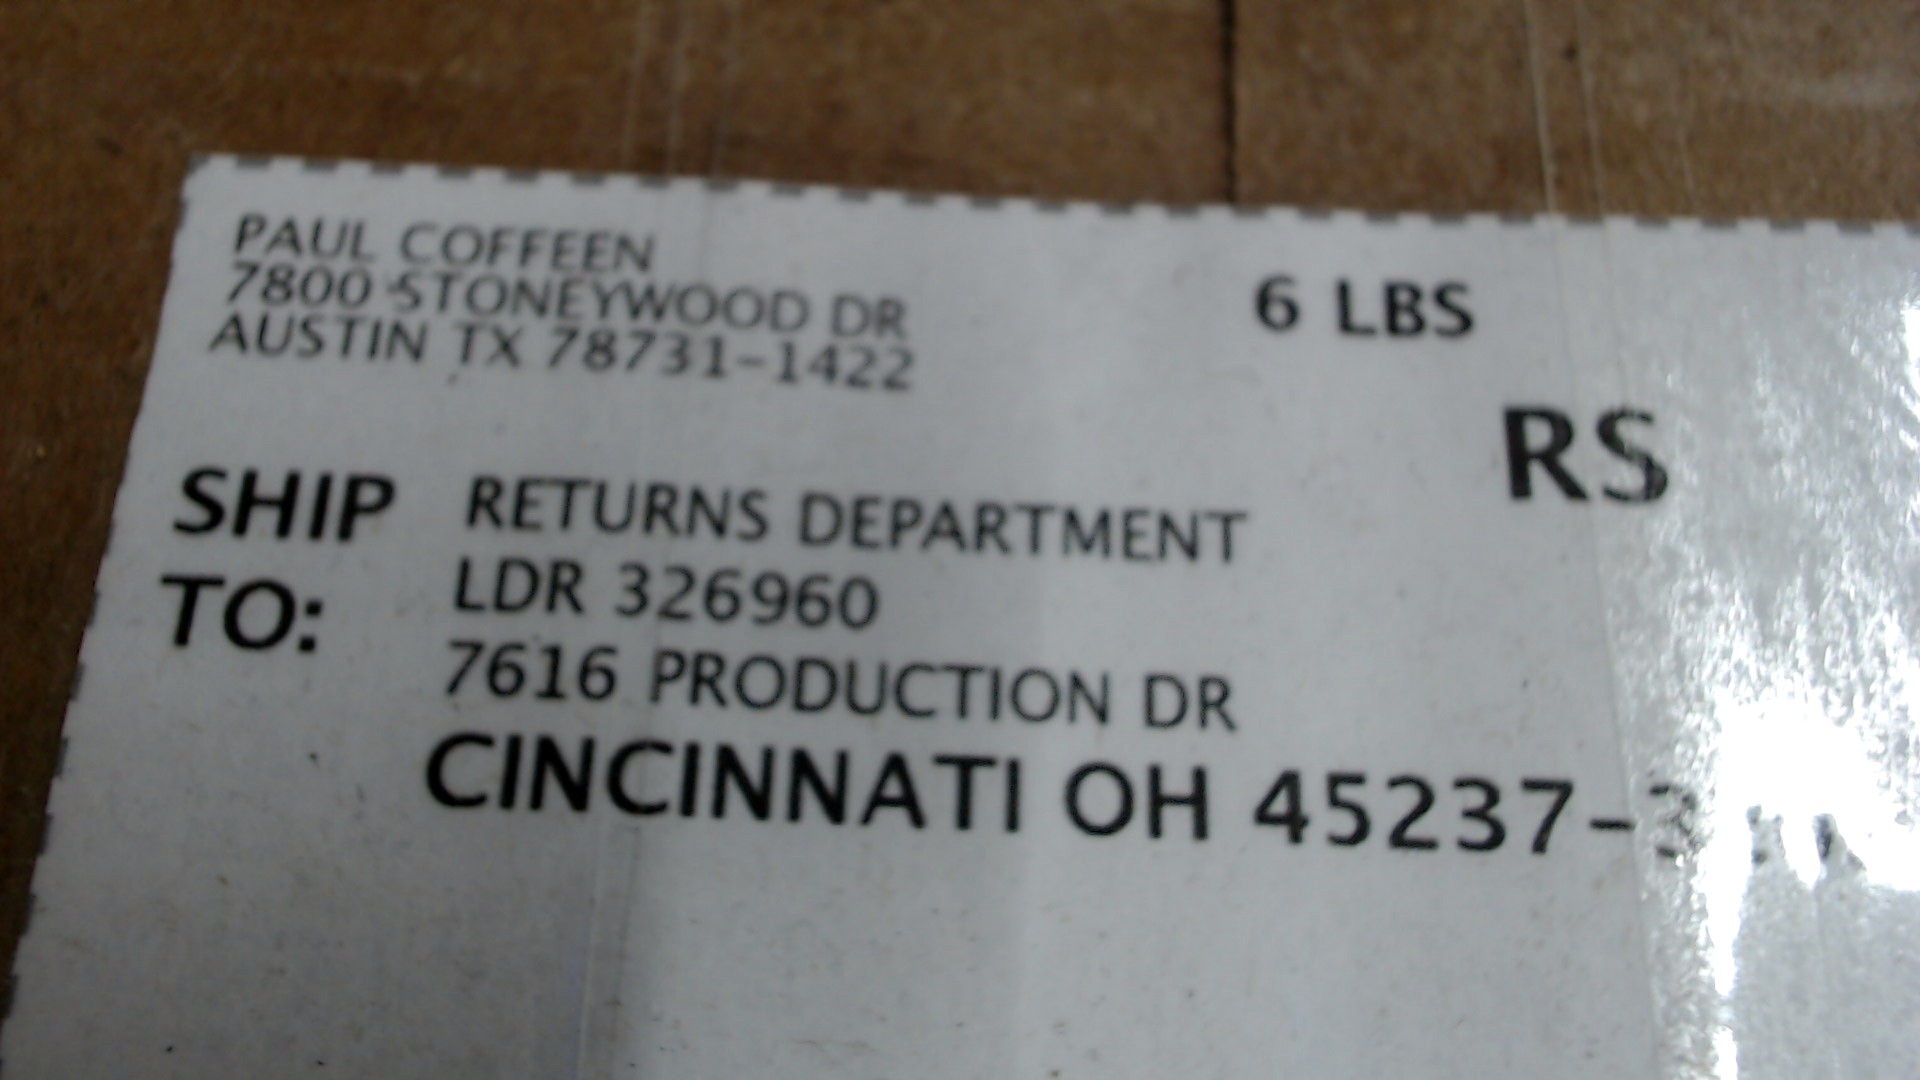 PAUL COFFEEN
7800 STONEYWOOD DR
AUSTIN TX 78731-1422
6 LBS
RS
SHIP TO:
RETURNS DEPARTMENT
LDR 326960
7616 PRODUCTION DR
CINCINNATI OH 45237-